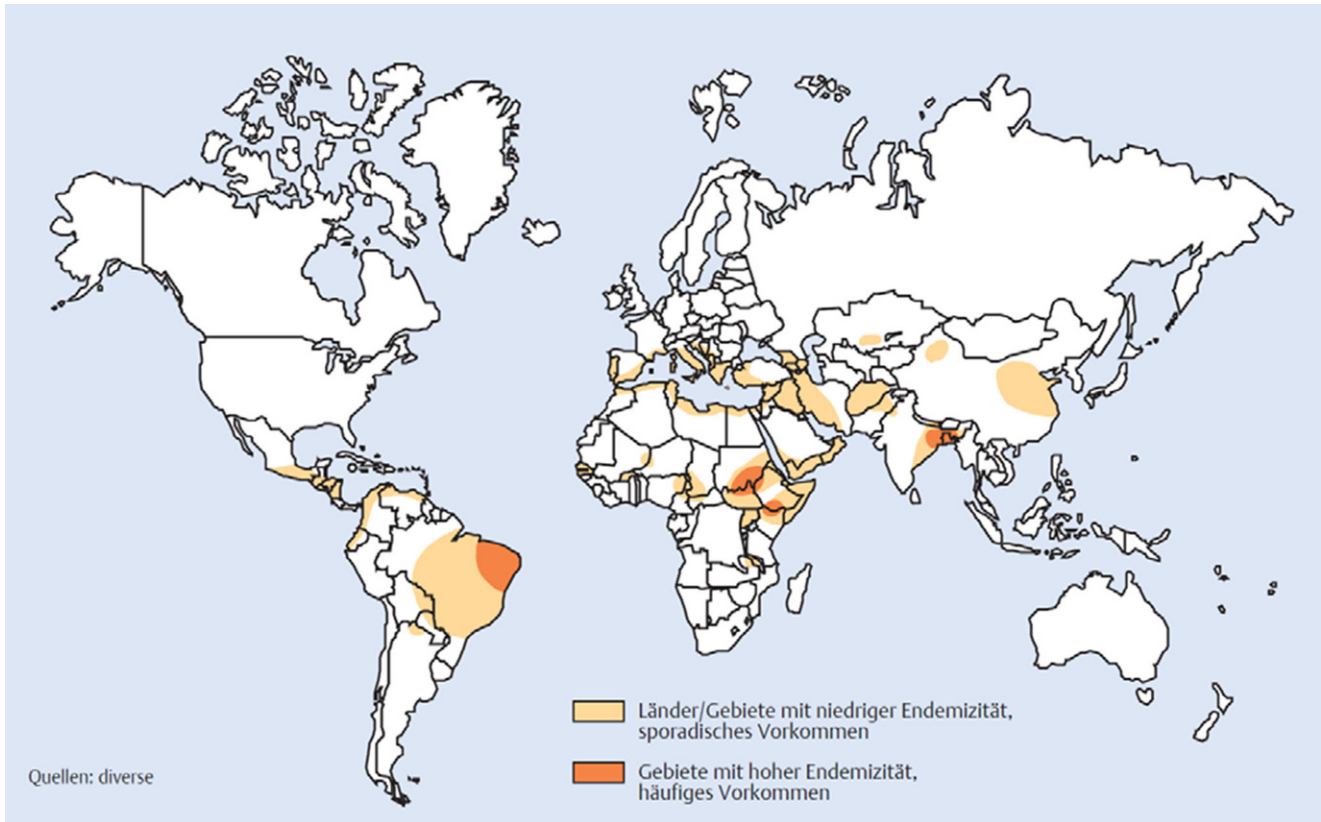 Länder/Gebiete mit niedriger Endemizität,
sporadisches Vorkommen
Gebiete mit hoher Endemizität,
häufiges Vorkommen
Quellen: diverse